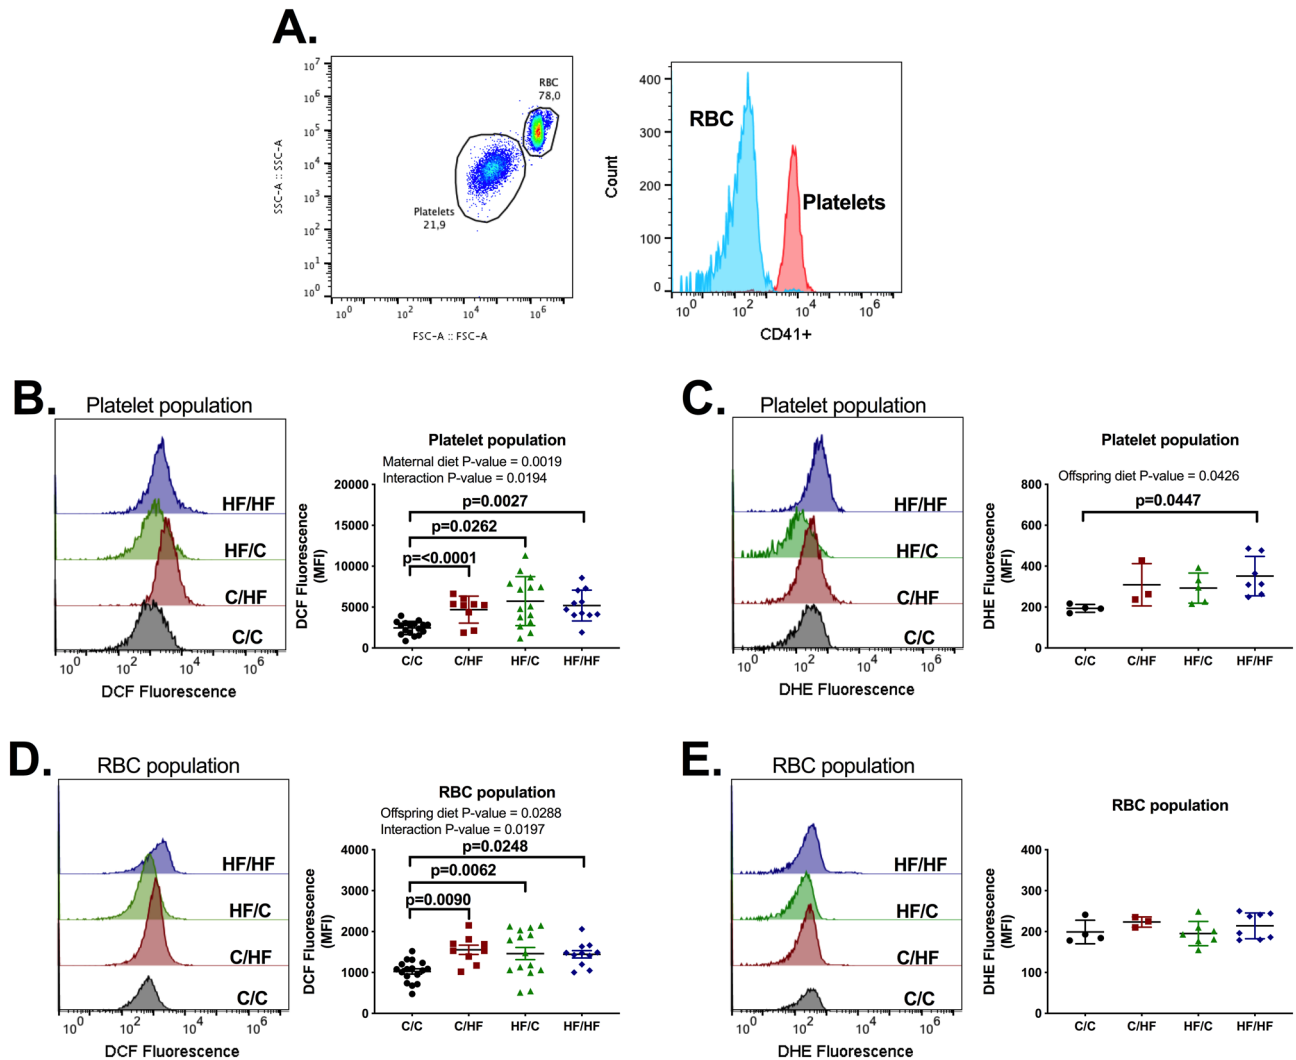 A.
10^7
10^6
10^5
10^4
10^3
10^2
10^1
10^0
SSC-A :: SSC-A
RBC
78,0
Platelets
21,9
10^0 10^2 10^4 10^6
FSC-A :: FSC-A
400
300
200
100
0
Count
RBC
Platelets
10^0 10^2 10^4 10^6
CD41+
B.
Platelet population
HF/HF
HF/C
C/HF
C/C
10^0 10^2 10^4 10^6
DCF Fluorescence
Platelet population
Maternal diet P-value = 0.0019
Interaction P-value = 0.0194
p=0.0027
p=0.0262
p=<0.0001
20000
15000
10000
5000
0
DCF Fluorescence
(MFI)
C/C C/HF HF/C HF/HF
C.
Platelet population
HF/HF
HF/C
C/HF
C/C
10^0 10^2 10^4 10^6
DHE Fluorescence
Platelet population
Offspring diet P-value = 0.0426
p=0.0447
800
600
400
200
0
DHE Fluorescence
(MFI)
C/C C/HF HF/C HF/HF
D.
RBC population
HF/HF
HF/C
C/HF
C/C
10^0 10^2 10^4 10^6
DCF Fluorescence
RBC population
Offspring diet P-value = 0.0288
Interaction P-value = 0.0197
p=0.0248
p=0.0062
p=0.0090
4000
3000
2000
1000
0
DCF Fluorescence
(MFI)
C/C C/HF HF/C HF/HF
E.
RBC population
HF/HF
HF/C
C/HF
C/C
10^0 10^2 10^4 10^6
DHE Fluorescence
RBC population
400
300
200
100
0
DHE Fluorescence
(MFI)
C/C C/HF HF/C HF/HF